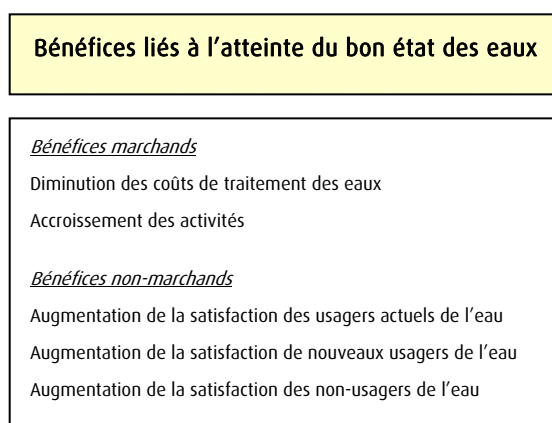 Bénéfices liés à l'atteinte du bon état des eaux
Bénéfices marchands
Diminution des coûts de traitement des eaux
Accroissement des activités
Bénéfices non-marchands
Augmentation de la satisfaction des usagers actuels de l'eau
Augmentation de la satisfaction de nouveaux usagers de l'eau
Augmentation de la satisfaction des non-usagers de l'eau